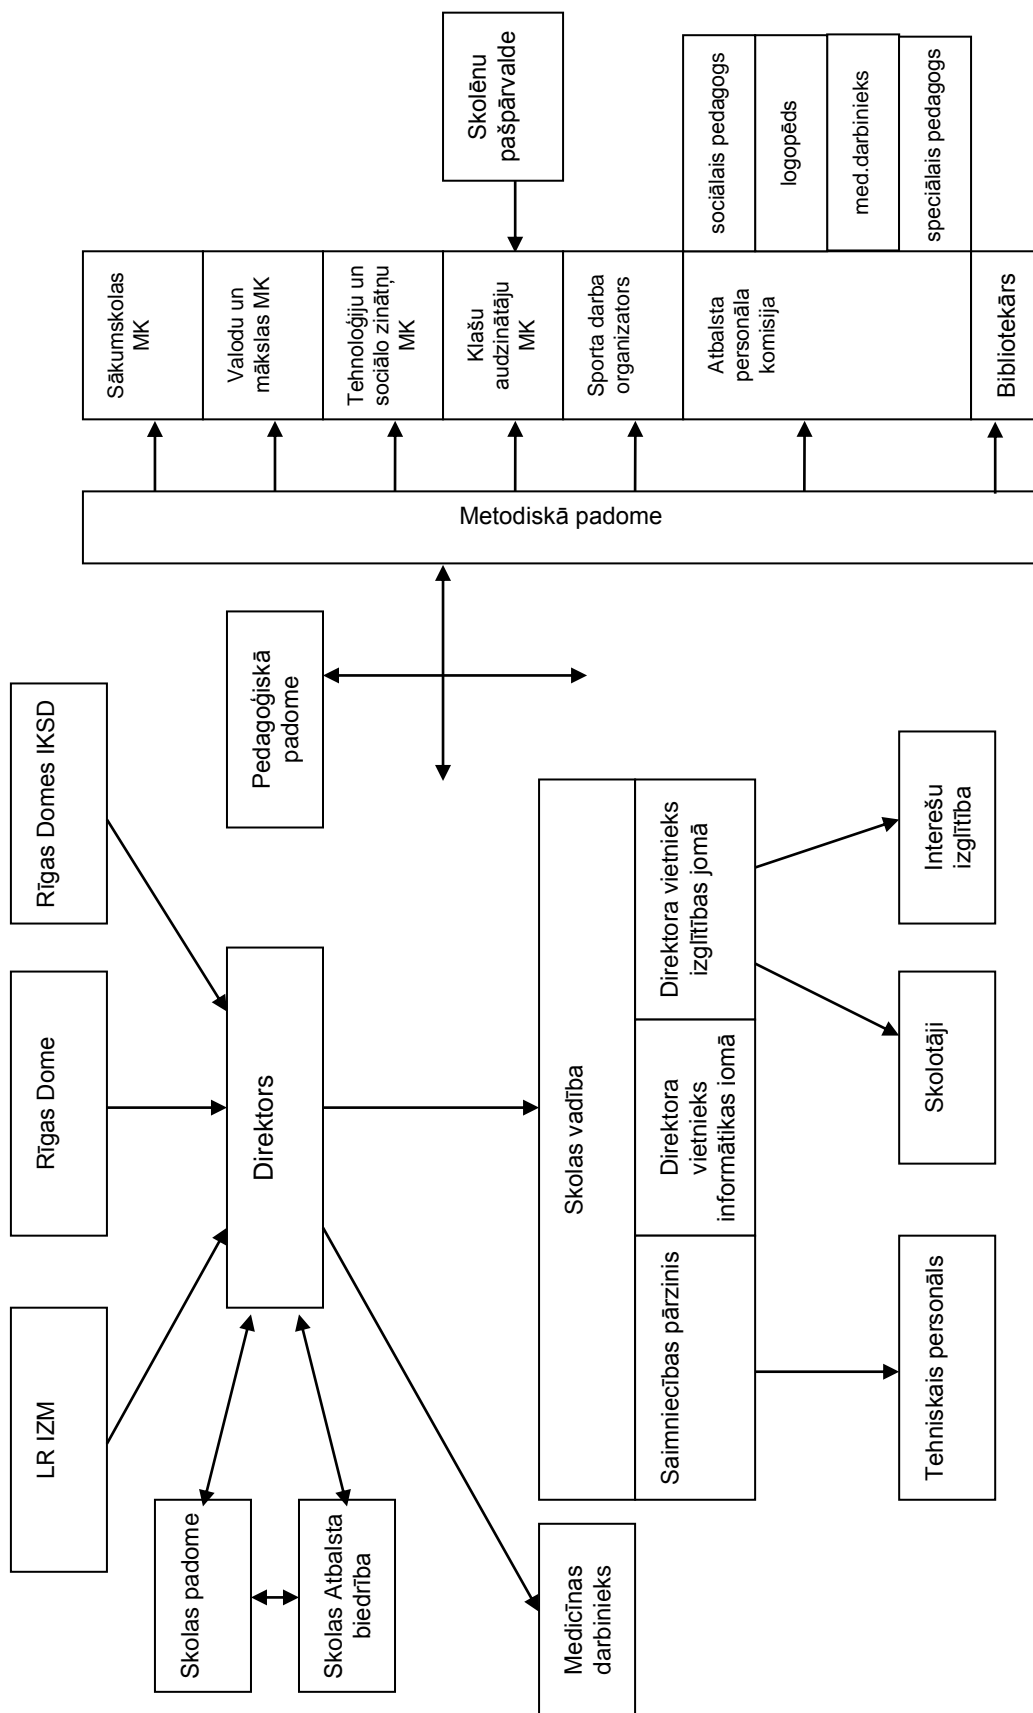 LR IZM
Rīgas Dome
Rīgas Domes IKSD
Skolas padome
Skolas Atbalsta
biedrība
Direktors
Pedagoģiskā
padome
Medicīnas
darbinieks
Skolas vadība
Saimniecības pārzinis
Direktora
vietnieks
informātikas iomā
Direktora vietnieks
izglītības jomā
Tehniskais personāls
Skolotāji
Interešu
izglītība
Metodiskā padome
Sākumskolas
MK
Valodu un
mākslas MK
Tehnoloģiju un
sociālo zinātņu
MK
Klašu
audzinātāju
MK
Sporta darba
organizators
Atbalsta
personāla
komisija
Bibliotekārs
Skolēnu
pašpārvalde
sociālais pedagogs
logopēds
med.darbinieks
speciālais pedagogs